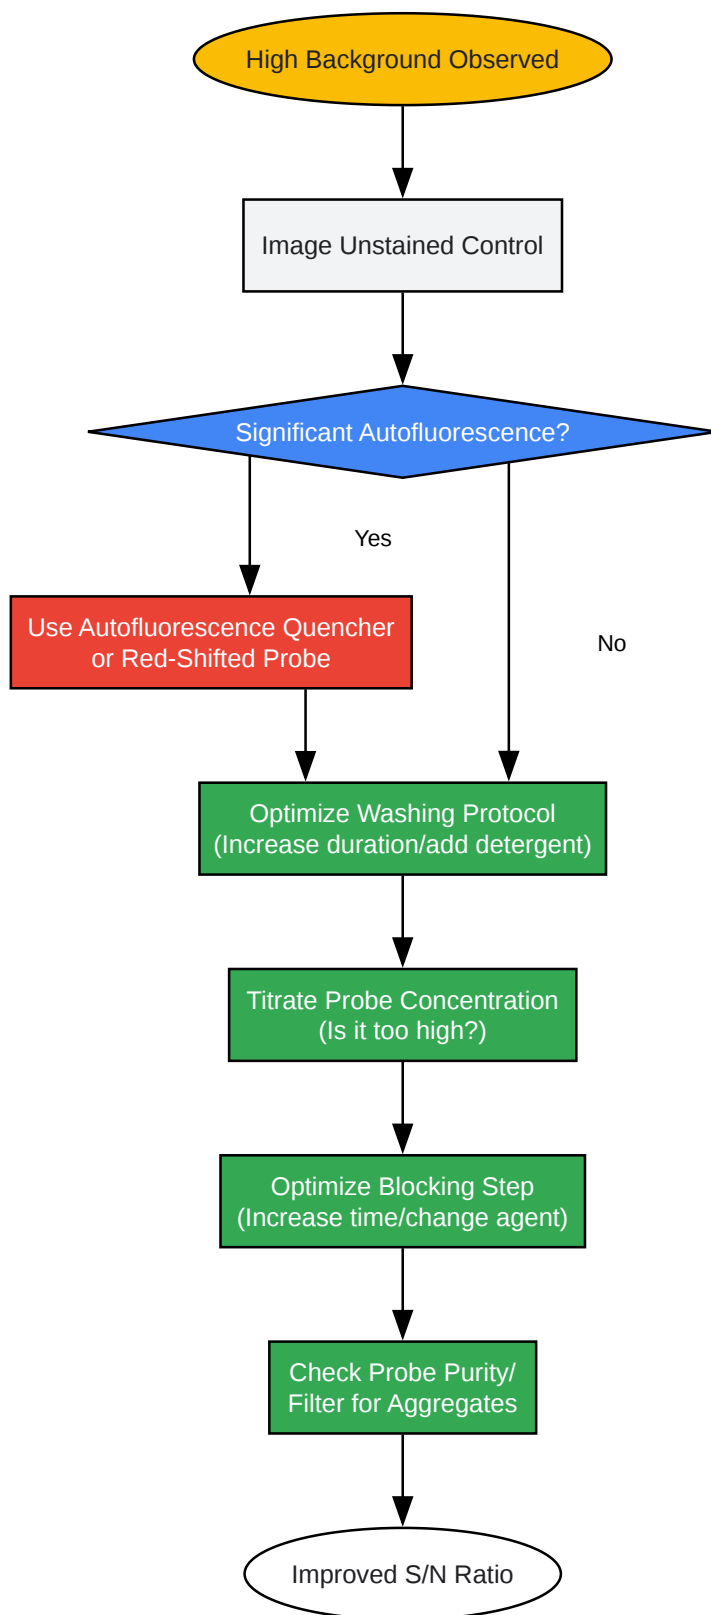 High Background Observed
Image Unstained Control
Significant Autofluorescence?
Yes
Use Autofluorescence Quencher
or Red-Shifted Probe
No
Optimize Washing Protocol
(Increase duration/add detergent)
Titrate Probe Concentration
(Is it too high?)
Optimize Blocking Step
(Increase time/change agent)
Check Probe Purity/
Filter for Aggregates
Improved S/N Ratio